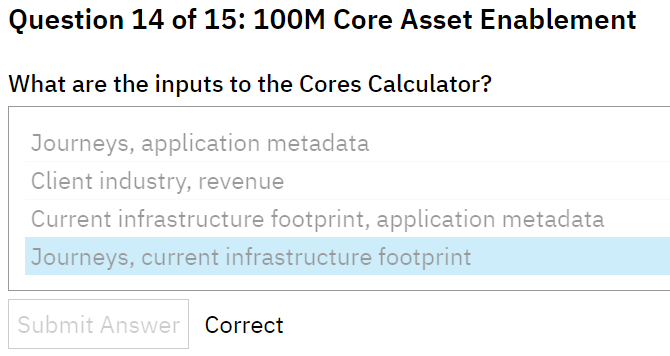 Question 14 of 15: 100M Core Asset Enablement
What are the inputs to the Cores Calculator?
Journeys, application metadata
Client industry, revenue
Current infrastructure footprint, application metadata
Journeys, current infrastructure footprint
Submit Answer Correct